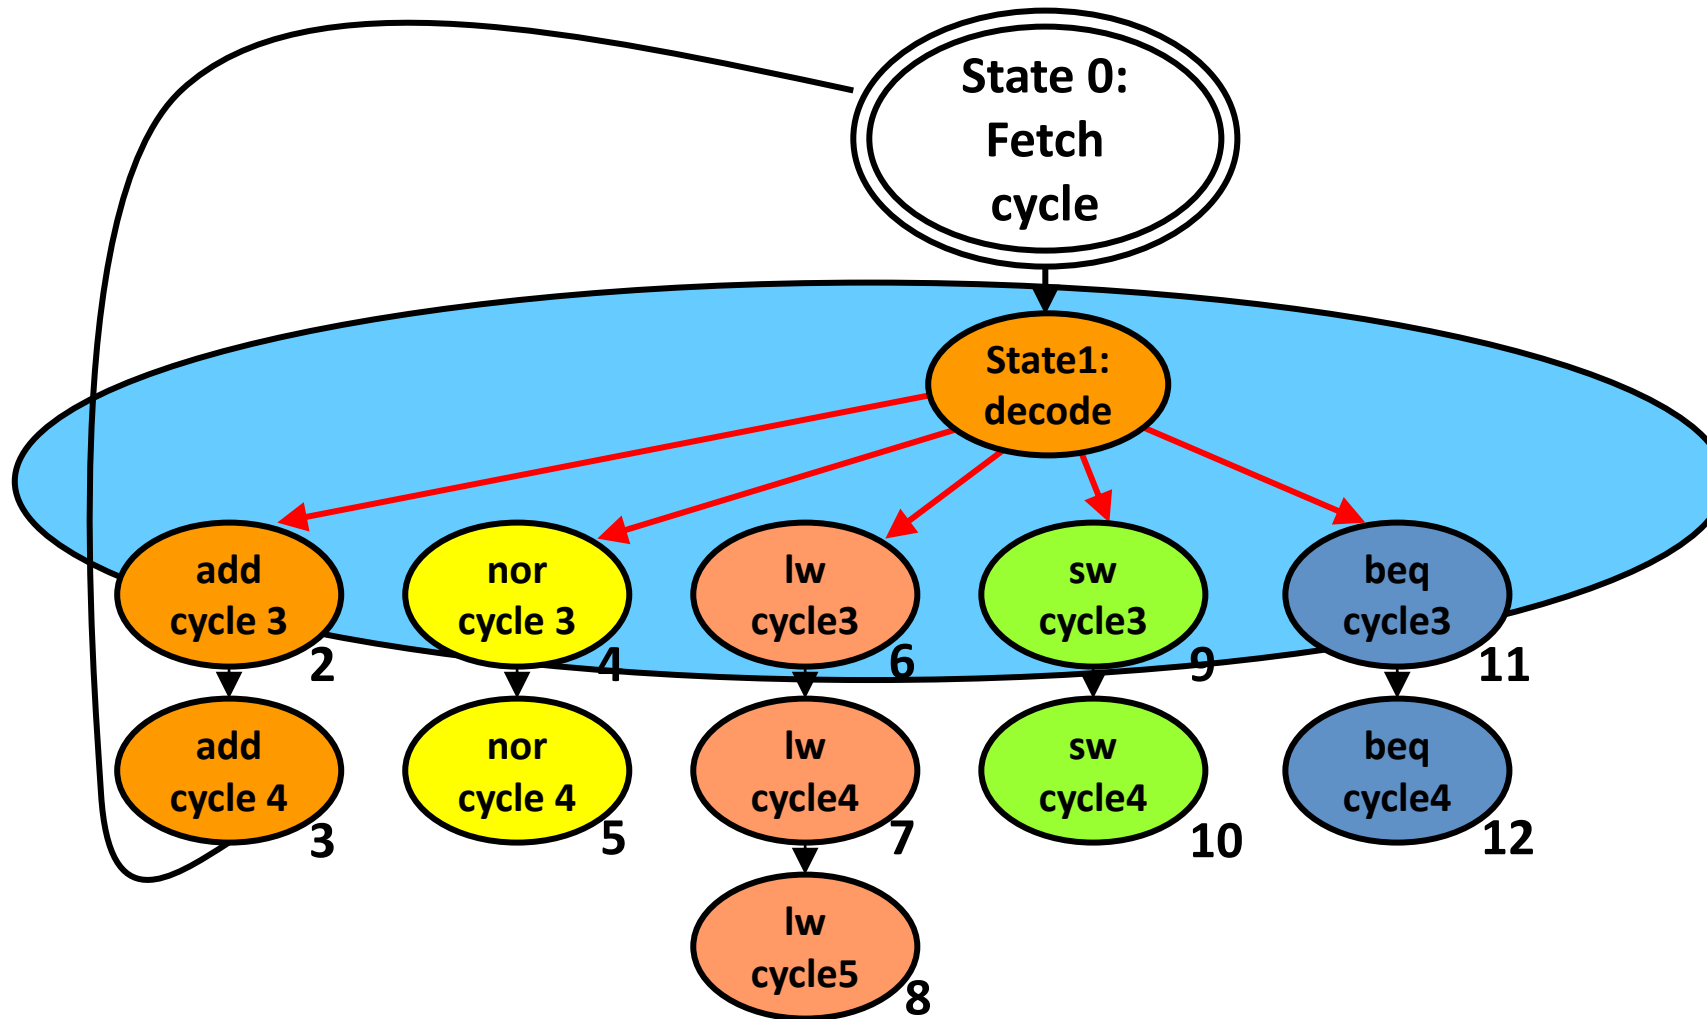 State 0:
Fetch
cycle
State1:
decode
add
cycle 3
2
nor
cycle 3
4
lw
cycle3
6
sw
cycle3
9
beq
cycle3
11
add
cycle 4
3
nor
cycle 4
5
lw
cycle4
7
sw
cycle4
10
beq
cycle4
12
lw
cycle5
8